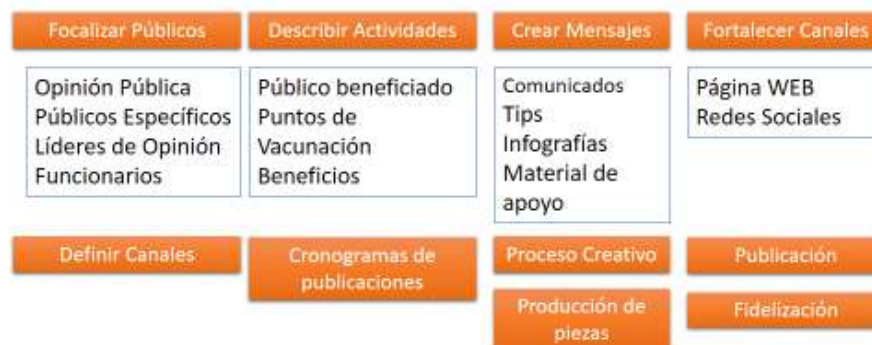 Focalizar Públicos
Describir Actividades
Crear Mensajes
Fortalecer Canales
Opinión Pública
Públicos Específicos
Líderes de Opinión
Funcionarios
Público beneficiado
Puntos de
Vacunación
Beneficios
Comunicados
Tips
Infografías
Material de
apoyo
Página WEB
Redes Sociales
Definir Canales
Cronogramas de
publicaciones
Proceso Creativo
Publicación
Producción de
piezas
Fidelización